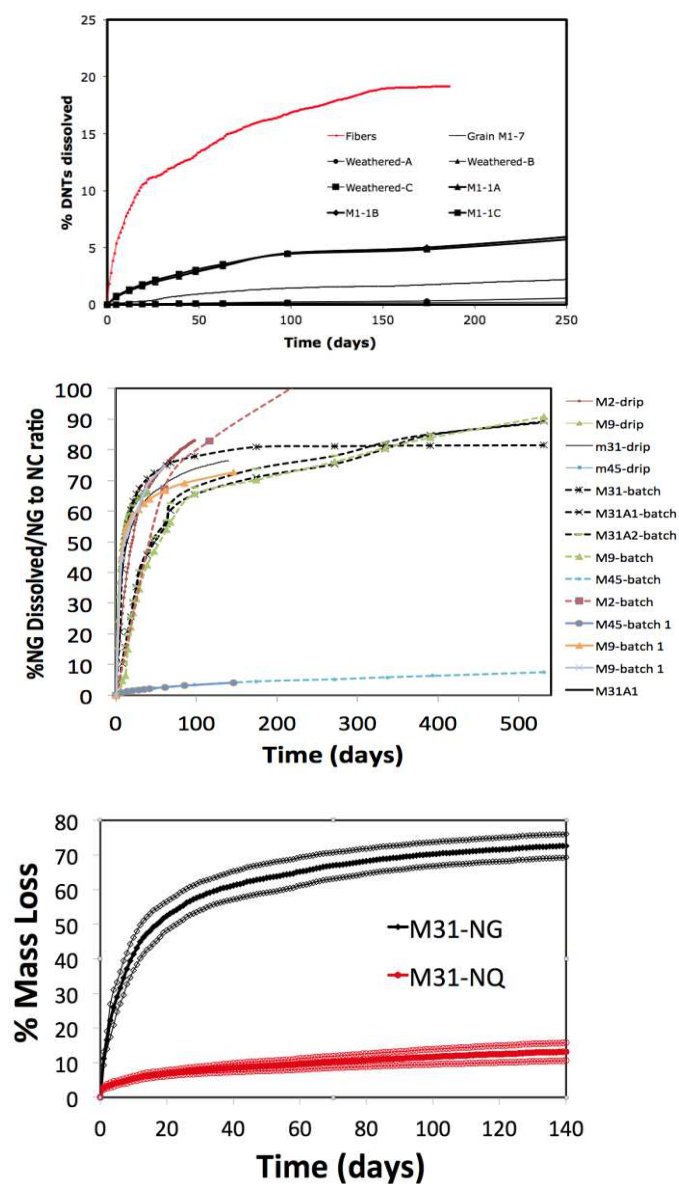 25
20
15
10
5
0
% DNTs dissolved
Fibers Grain M1-7
Weathered-A Weathered-B
Weathered-C M1-1A
M1-1B M1-1C
0 50 100 150 200 250
Time (days)
100
90
80
70
60
50
40
30
20
10
0
%NG Dissolved/NG to NC ratio
M2-drip
M9-drip
m31-drip
m45-drip
M31-batch
M31A1-batch
M31A2-batch
M9-batch
M45-batch
M2-batch
M45-batch 1
M9-batch 1
M9-batch 1
M31A1
0 100 200 300 400 500
Time (days)
80
70
60
50
40
30
20
10
0
% Mass Loss
M31-NG
M31-NQ
0 20 40 60 80 100 120 140
Time (days)